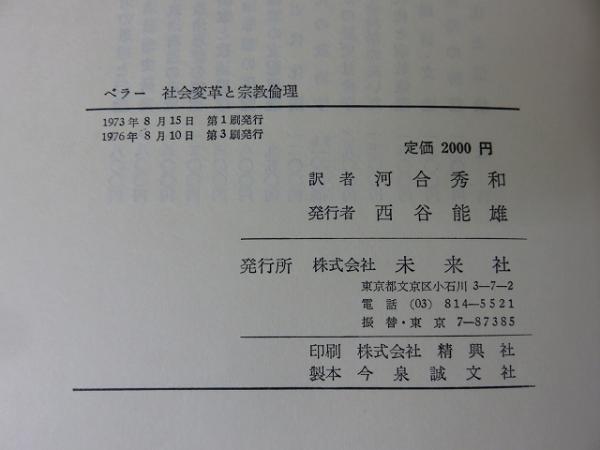 ベラー 社会変革と宗教倫理
1973年8月15日 第1刷発行
1976年8月10日 第3刷発行
定価 2000 円
訳者 河合秀和
発行者 西谷能雄
発行所 株式会社 未来社
東京都文京区小石川 3―7―2
電話 (03) 814―5521
振替・東京 7―87385
印刷 株式会社 精興社
製本 今泉誠文社